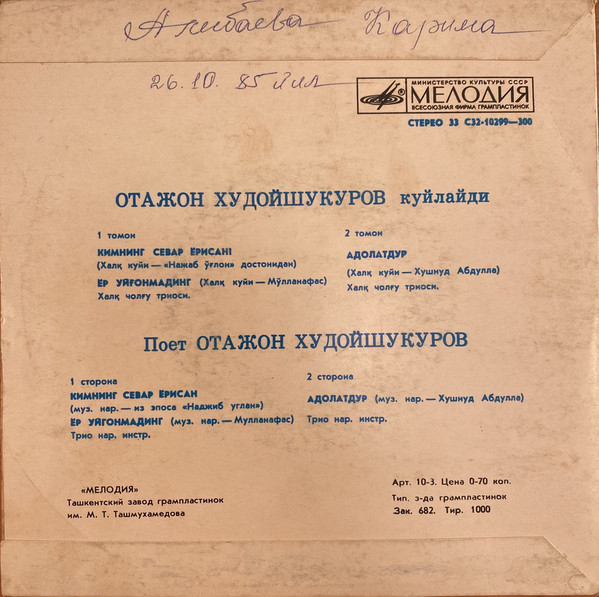 Алибаева Карима
26.10.85 йил
МИНИСТЕРСТВО КУЛЬТУРЫ СССР
МЕЛОДИЯ
ВСЕСОЮЗНАЯ ФИРМА ГРАМПЛАСТИНОК
СТЕРЕО 33 С32-10299—300
ОТАЖОН ХУДОЙШУКУРОВ куйлайди
1 томон
КИМНИНГ СЕВАР ЁРИСАН!
(Халқ куйи — «Нажаб ўғлон» достонидан)
ЁР УЙҒОНМАДИНГ (Халқ куйи — Мўлланафас)
Халқ чолғу триоси.
2 томон
АДОЛАТДУР
(Халқ куйи — Хушнуд Абдулла)
Халқ чолғу триоси.
Поет ОТАЖОН ХУДОЙШУКУРОВ
1 сторона
КИМНИНГ СЕВАР ЁРИСАН
(муз. нар. — из эпоса «Наджиб углан»)
ЁР УЙГОНМАДИНГ (муз. нар. — Мулланафас)
Трио нар. инстр.
2 сторона
АДОЛАТДУР (муз. нар. — Хушнуд Абдулла)
Трио нар. инстр.
«МЕЛОДИЯ»
Ташкентский завод грампластинок
им. М. Т. Ташмухамедова
Арт. 10-3. Цена 0-70 коп.
Тип. з-да грампластинок
Зак. 682. Тир. 1000